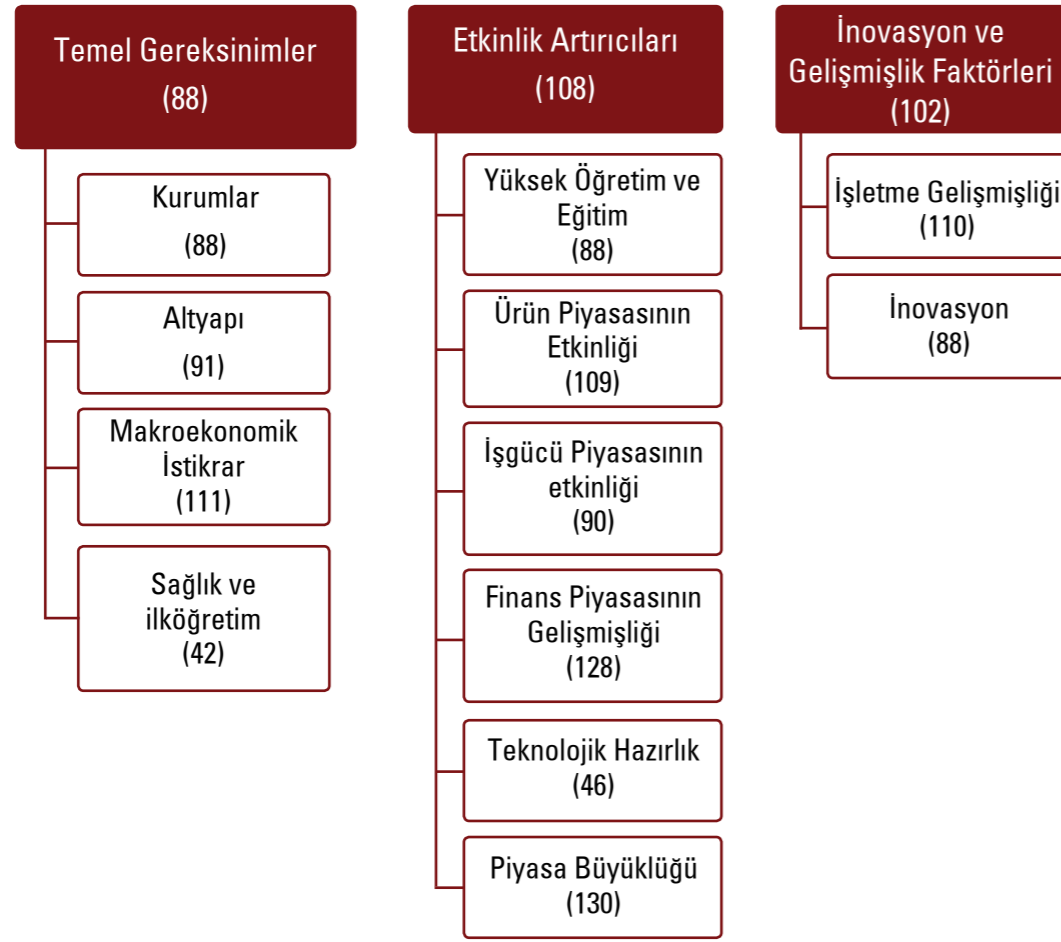 Temel Gereksinimler
(88)
Kurumlar
(88)
Altyapı
(91)
Makroekonomik
İstikrar
(111)
Sağlık ve
ilköğretim
(42)
Etkinlik Artırıcıları
(108)
Yüksek Öğretim ve
Eğitim
(88)
Ürün Piyasasının
Etkinliği
(109)
İşgücü Piyasasının
etkinliği
(90)
Finans Piyasasının
Gelişmişliği
(128)
Teknolojik Hazırlık
(46)
Piyasa Büyüklüğü
(130)
İnovasyon ve
Gelişmişlik Faktörleri
(102)
İşletme Gelişmişliği
(110)
İnovasyon
(88)